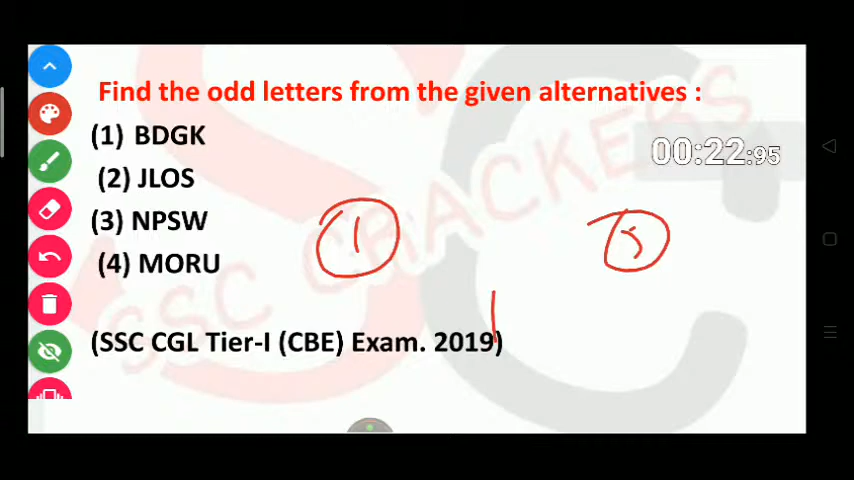 Find the odd letters from the given alternatives :
(1) BDGK
00:22:95
(2) JLOS
(3) NPSW
(4) MORU
(SSC CGL Tier-I (CBE) Exam. 2019)
SSC CRACKERS
1